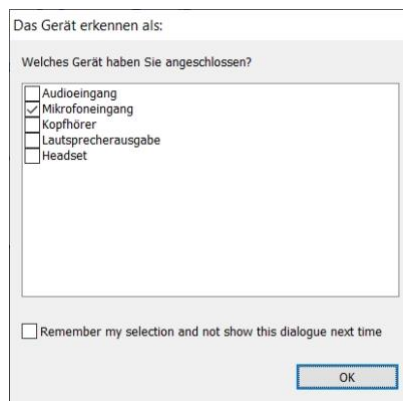 Das Gerät erkennen als:
Welches Gerät haben Sie angeschlossen?
Audioeingang
Mikrofoneingang
Kopfhörer
Lautsprecherausgabe
Headset
Remember my selection and not show this dialogue next time
OK